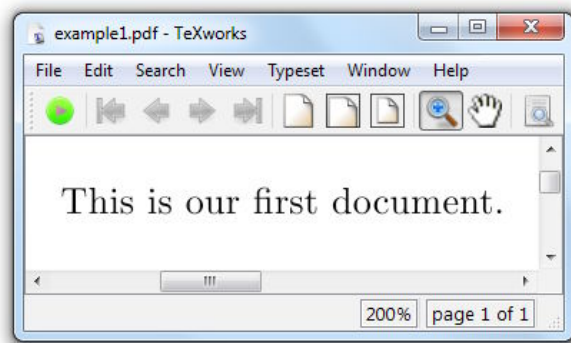 example1.pdf - TeXworks
File Edit Search View Typeset Window Help
This is our first document.
200% page 1 of 1